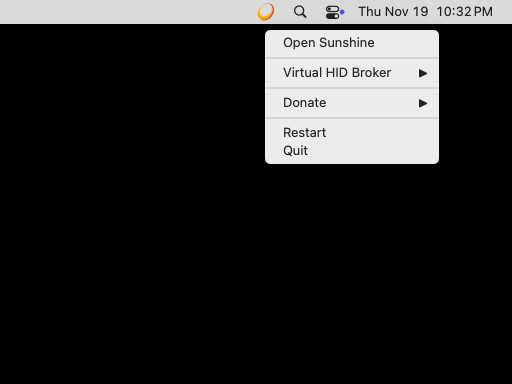 Thu Nov 19 10:32 PM
Open Sunshine
Virtual HID Broker
Donate
Restart
Quit